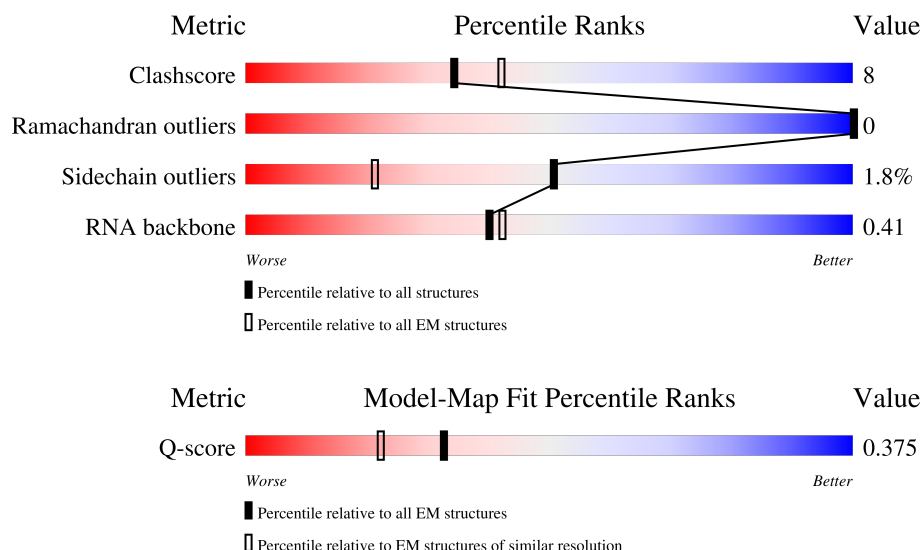 Metric Percentile Ranks Value
Clashscore 8
Ramachandran outliers 0
Sidechain outliers 1.8%
RNA backbone 0.41
Worse Better
Percentile relative to all structures
Percentile relative to all EM structures
Metric Model-Map Fit Percentile Ranks Value
Q-score 0.375
Worse Better
Percentile relative to all EM structures
Percentile relative to EM structures of similar resolution